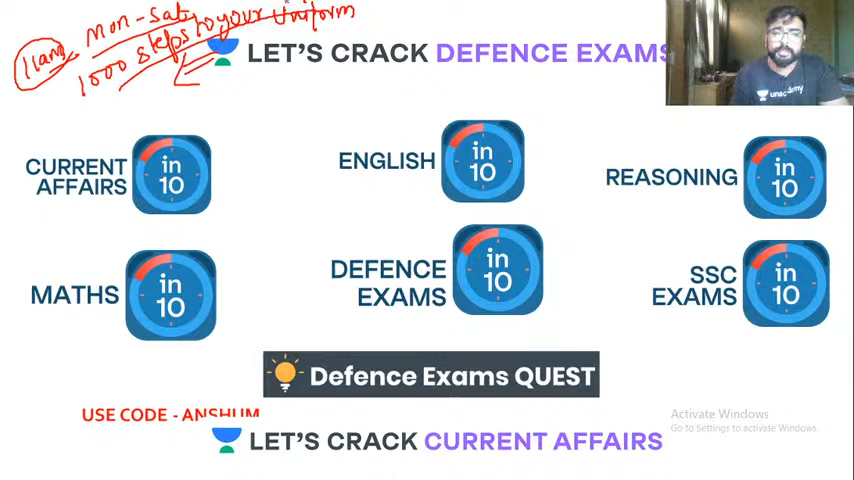 11am
Mon-Sat
1000 steps to your Uniform
LET'S CRACK DEFENCE EXAMS
unacademy
CURRENT AFFAIRS in 10
ENGLISH in 10
REASONING in 10
MATHS in 10
DEFENCE EXAMS in 10
SSC EXAMS in 10
Defence Exams QUEST
USE CODE - ANSHUM
Activate Windows
Go to Settings to activate Windows.
LET'S CRACK CURRENT AFFAIRS